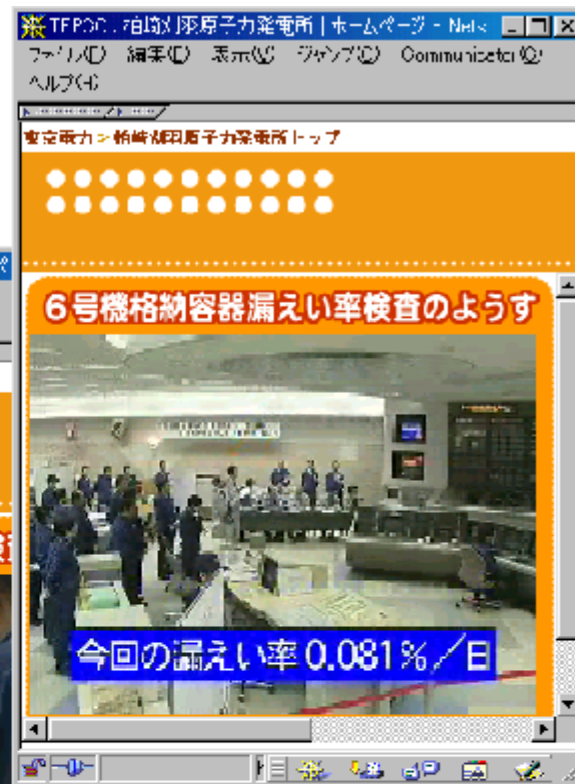 TEPCO : 柏崎刈羽原子力発電所 | ホームページ - Nets
ファイル(F) 編集(E) 表示(V) ジャンプ(G) Communicator(C)
ヘルプ(H)
東京電力 > 柏崎刈羽原子力発電所トップ
6号機格納容器漏えい率検査のようす
今回の漏えい率 0.081%/日